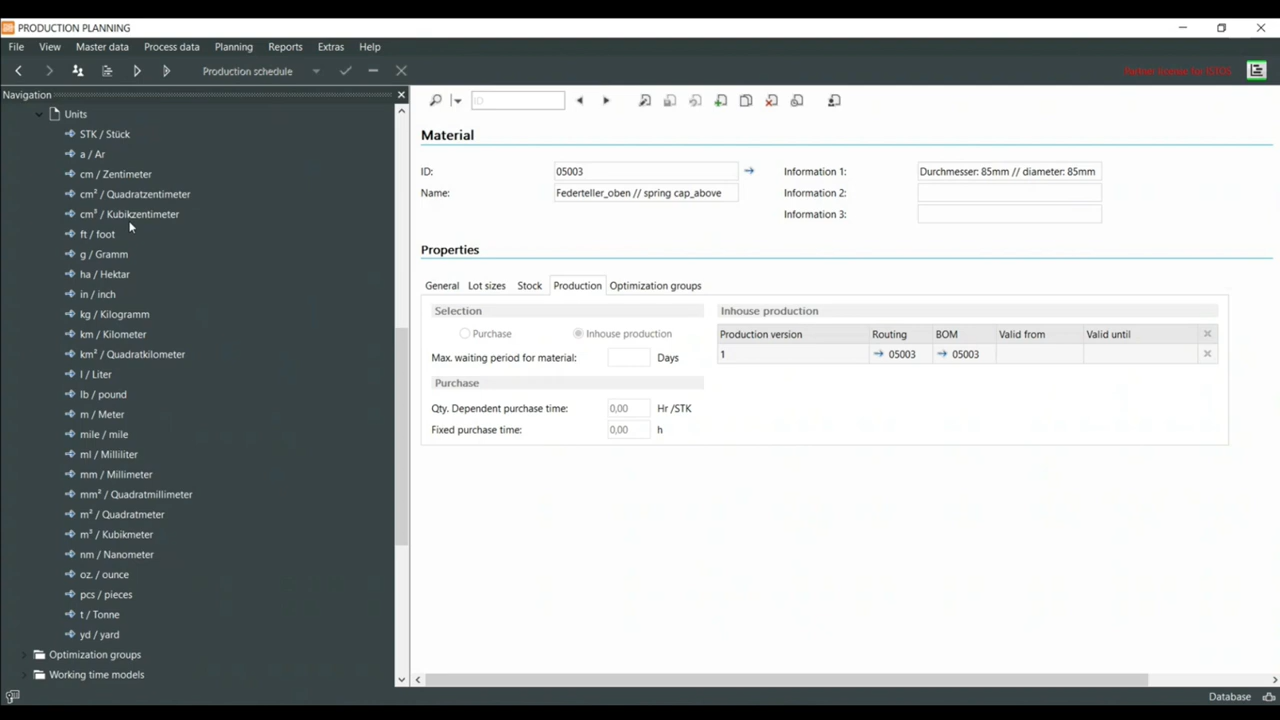 PRODUCTION PLANNING
File View Master data Process data Planning Reports Extras Help
Production schedule
Partner license for ISTOS
Navigation
Units
STK / Stück
a / Ar
cm / Zentimeter
cm² / Quadratzentimeter
cm³ / Kubikzentimeter
ft / foot
g / Gramm
ha / Hektar
in / inch
kg / Kilogramm
km / Kilometer
km² / Quadratkilometer
l / Liter
lb / pound
m / Meter
mile / mile
ml / Milliliter
mm / Millimeter
mm² / Quadratmillimeter
m² / Quadratmeter
m³ / Kubikmeter
nm / Nanometer
oz. / ounce
pcs / pieces
t / Tonne
yd / yard
Optimization groups
Working time models
ID
Material
ID: 05003 Information 1: Durchmesser: 85mm // diameter: 85mm
Name: Federteller_oben // spring cap_above Information 2:
Information 3:
Properties
General Lot sizes Stock Production Optimization groups
Selection
Purchase Inhouse production
Max. waiting period for material: Days
Purchase
Qty. Dependent purchase time: 0,00 Hr /STK
Fixed purchase time: 0,00 h
Inhouse production
Production version Routing BOM Valid from Valid until
1 05003 05003
Database